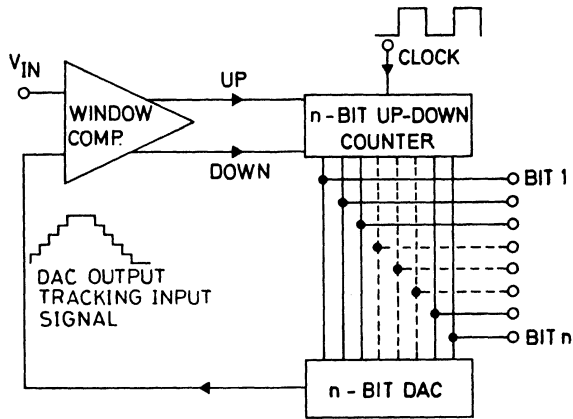 V_IN
WINDOW
COMP.
UP
DOWN
CLOCK
n-BIT UP-DOWN
COUNTER
BIT 1
BIT n
DAC OUTPUT
TRACKING INPUT
SIGNAL
n-BIT DAC